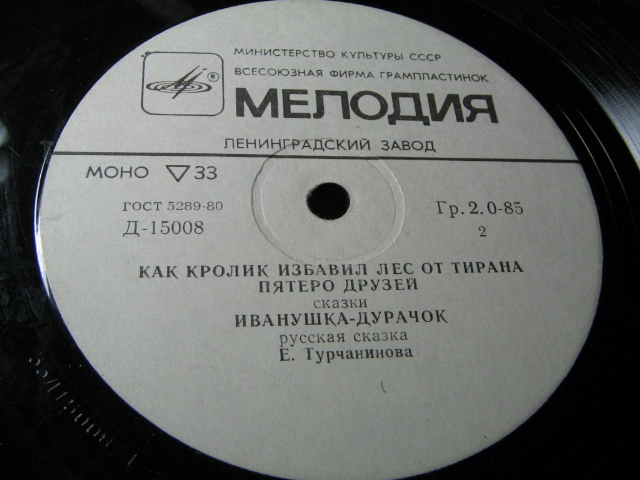 МИНИСТЕРСТВО КУЛЬТУРЫ СССР
ВСЕСОЮЗНАЯ ФИРМА ГРАМПЛАСТИНОК
®
МЕЛОДИЯ
ЛЕНИНГРАДСКИЙ ЗАВОД
МОНО ▽ 33
ГОСТ 5289-80
Гр. 2. 0-85
Д-15008
2
КАК КРОЛИК ИЗБАВИЛ ЛЕС ОТ ТИРАНА
ПЯТЕРО ДРУЗЕЙ
сказки
ИВАНУШКА-ДУРАЧОК
русская сказка
Е. Турчанинова